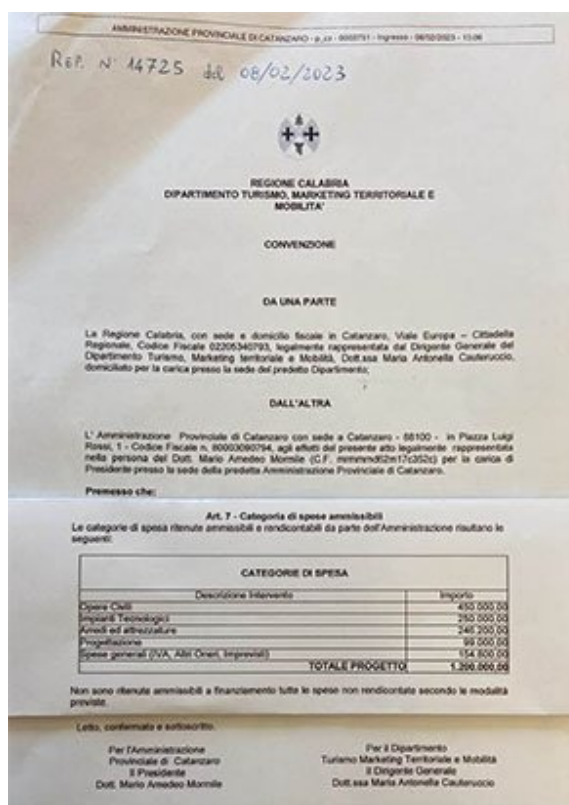 AMMINISTRAZIONE PROVINCIALE DI CATANZARO - p_cz - - Ingresso - 08/02/2023 -
REP. N° 14725 del 08/02/2023
REGIONE CALABRIA
DIPARTIMENTO TURISMO, MARKETING TERRITORIALE E
MOBILITA'
CONVENZIONE
DA UNA PARTE
La Regione Calabria, con sede e domicilio fiscale in Catanzaro, Viale Europa – Cittadella
Regionale, Codice Fiscale 02205340793, legalmente rappresentata dal Dirigente Generale del
Dipartimento Turismo, Marketing territoriale e Mobilità, Dott.ssa Maria Antonella Cauteruccio,
domiciliato per la carica presso la sede del predetto Dipartimento;
DALL'ALTRA
L' Amministrazione Provinciale di Catanzaro con sede a Catanzaro - 88100 - in Piazza Luigi
Rossi, 1 - Codice Fiscale n. 80003090794, agli effetti del presente atto legalmente rappresentata
nella persona del Dott. Mario Amedeo Mormile (C.F. mrmmmd62m17c352c) per la carica di
Presidente presso la sede della predetta Amministrazione Provinciale di Catanzaro.
Premesso che:
Art. 7 - Categoria di spese ammissibili
Le categorie di spesa ritenute ammissibili e rendicontabili da parte dell'Amministrazione risultano le
seguenti:
CATEGORIE DI SPESA
Descrizione Intervento Importo
Opere Civili 450.000,00
Impianti Tecnologici 250.000,00
Arredi ed attrezzature 246.200,00
Progettazione 99.000,00
Spese generali (IVA, Altri Oneri, Imprevisti) 154.800,00
TOTALE PROGETTO 1.200.000,00
Non sono ritenute ammissibili a finanziamento tutte le spese non rendicontate secondo le modalità
previste.
Letto, confermato e sottoscritto.
Per l'Amministrazione Per il Dipartimento
Provinciale di Catanzaro Turismo Marketing Territoriale e Mobilità
Il Presidente Il Dirigente Generale
Dott. Mario Amedeo Mormile Dott.ssa Maria Antonella Cauteruccio